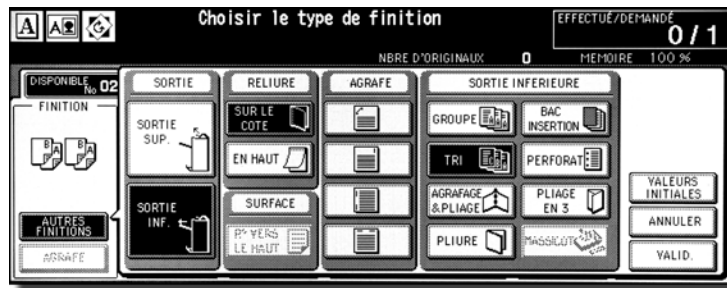 Choisir le type de finition
EFFECTUÉ/DEMANDÉ
0 / 1
NBRE D'ORIGINAUX 0 MEMOIRE 100 %
DISPONIBLE
No 02
FINITION
AUTRES
FINITIONS
AGRAFE
SORTIE
SORTIE
SUP.
SORTIE
INF.
RELIURE
SUR LE
COTE
EN HAUT
SURFACE
Rº VERS
LE HAUT
AGRAFE
SORTIE INFERIEURE
GROUPE
BAC
INSERTION
TRI
PERFORAT
AGRAFAGE
&PLIAGE
PLIAGE
EN 3
PLIURE
MASSICOT
VALEURS
INITIALES
ANNULER
VALID.